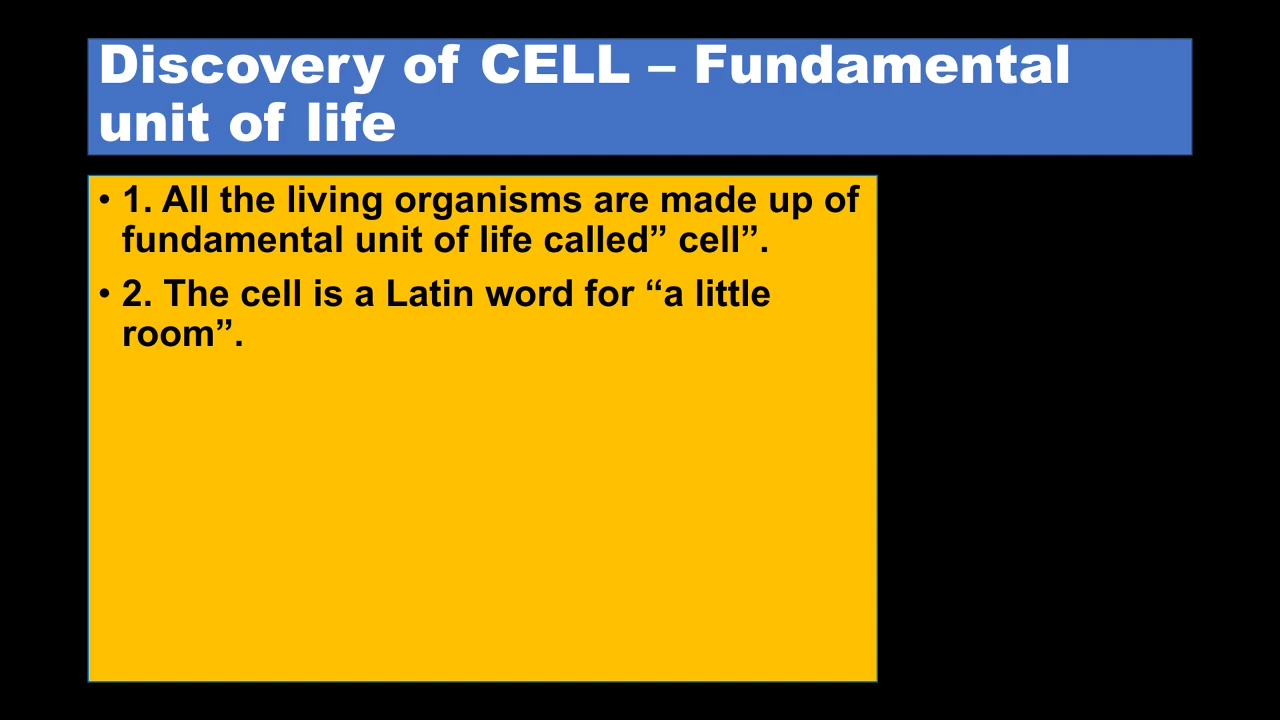 Discovery of CELL – Fundamental
unit of life
• 1. All the living organisms are made up of
fundamental unit of life called” cell”.
• 2. The cell is a Latin word for “a little
room”.